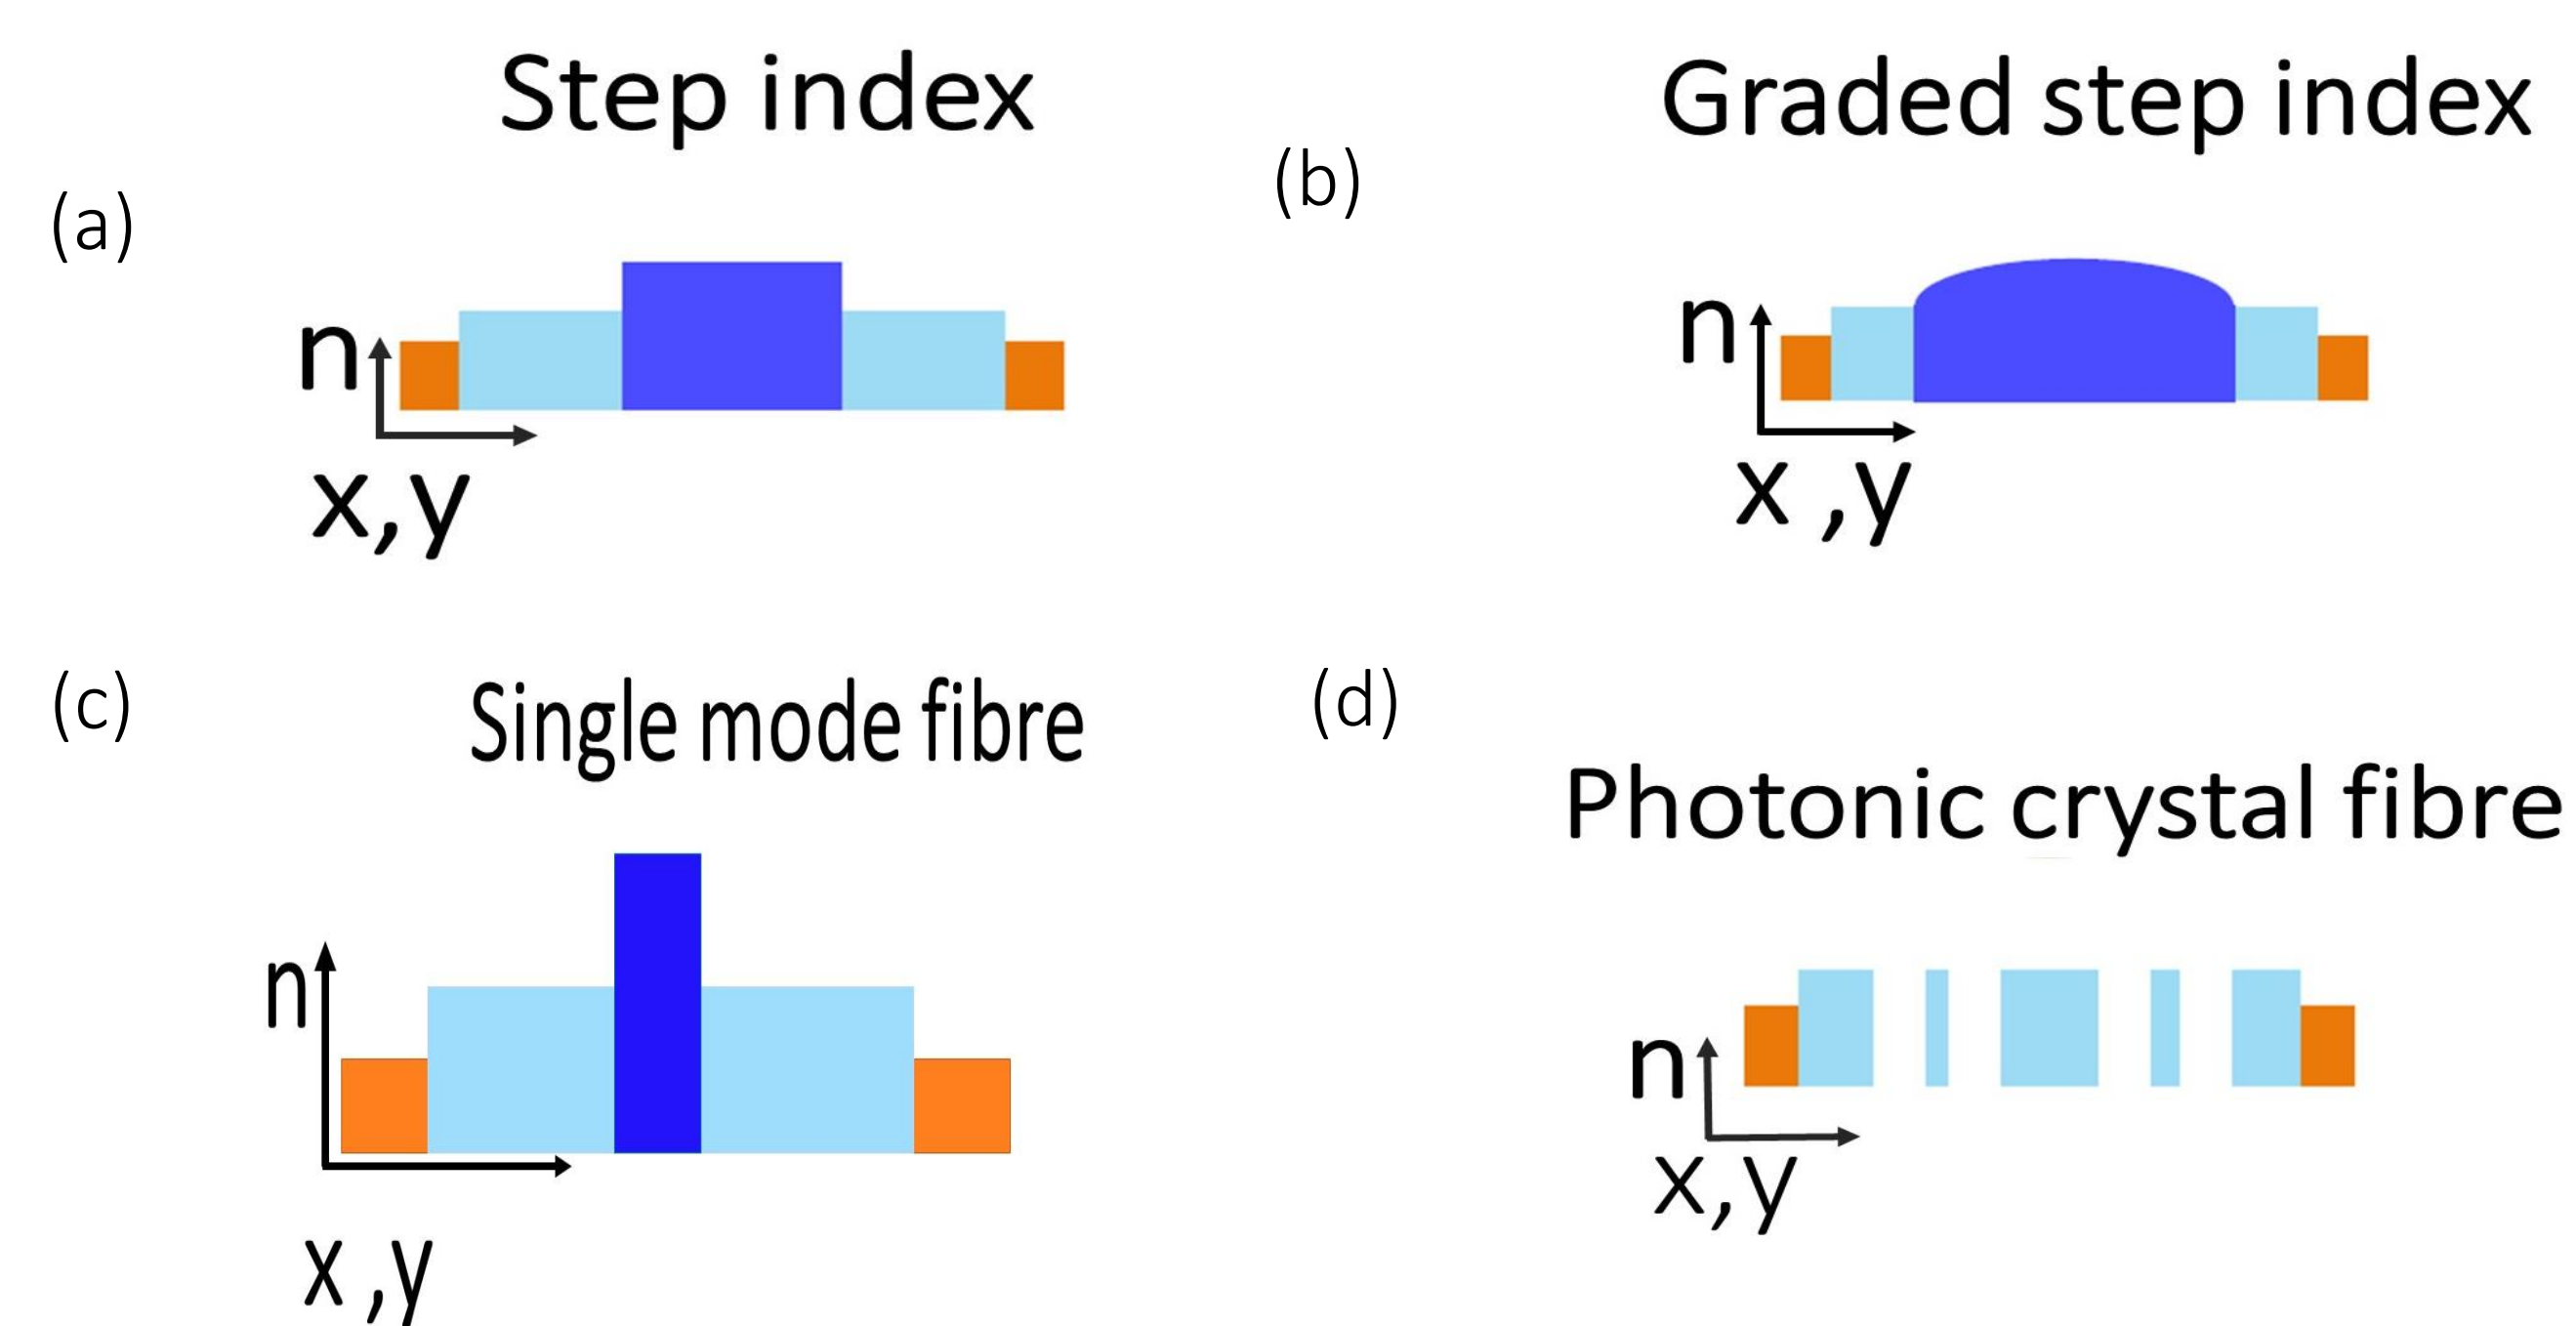 Step index
(a)
n
x,y
Graded step index
(b)
n
x ,y
(c)
Single mode fibre
n
x ,y
(d)
Photonic crystal fibre
n
x,y